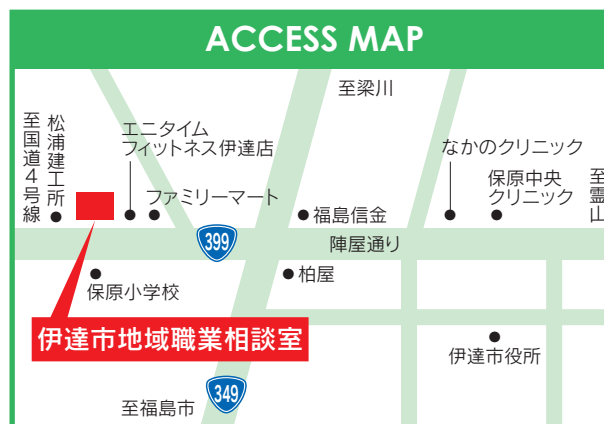 ACCESS MAP
至梁川
至国道4号線
松浦建工所
エニタイム
フィットネス伊達店
ファミリーマート
福島信金
なかのクリニック
保原中央
クリニック
至霊山
399
陣屋通り
保原小学校
柏屋
伊達市地域職業相談室
伊達市役所
349
至福島市